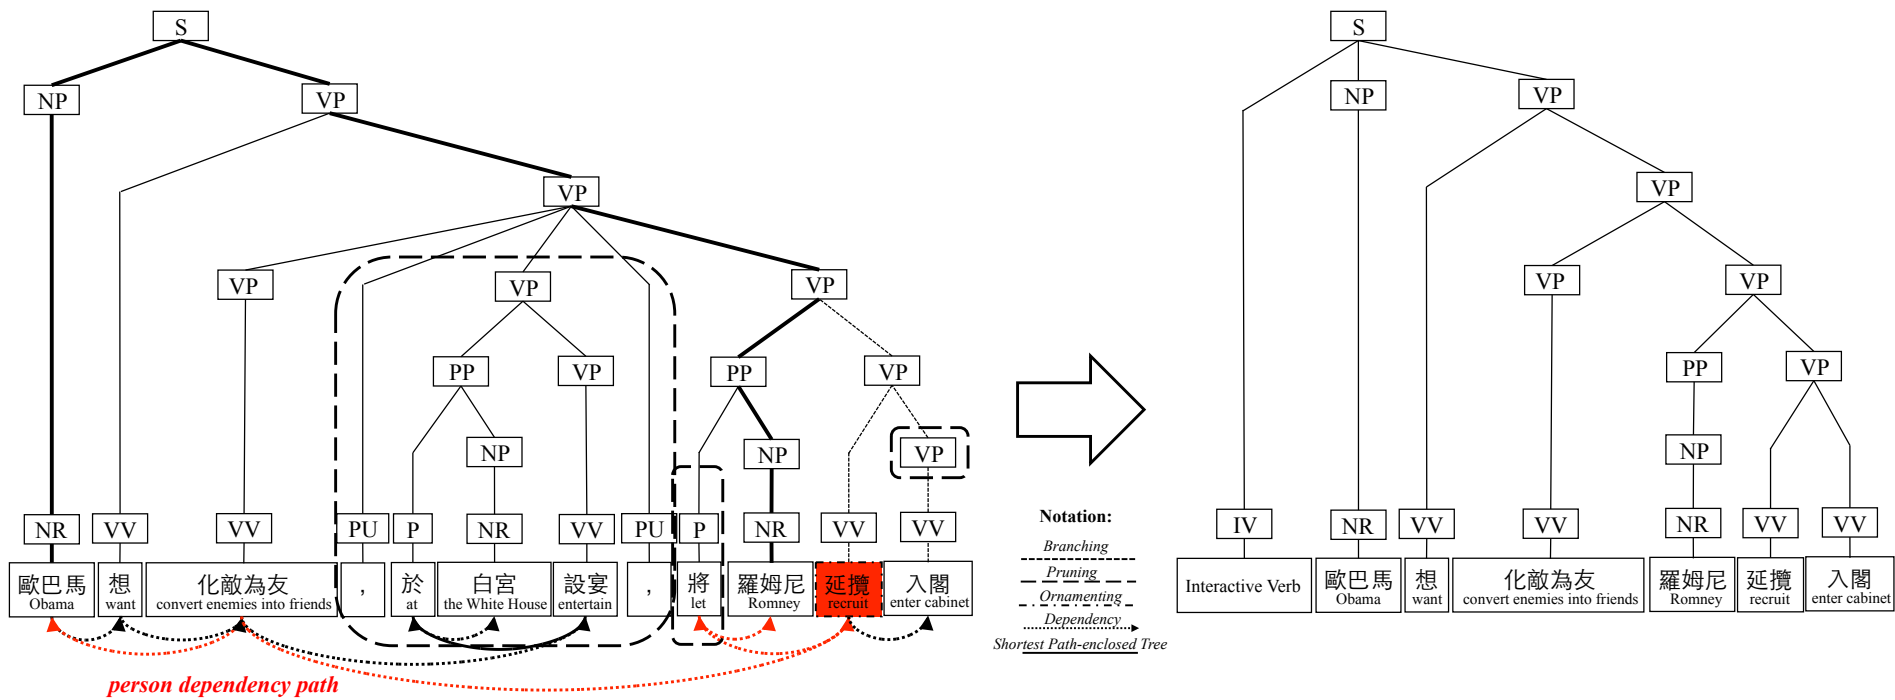 S
S
NP
VP
NP
VP
VP
VP
VP
VP
VP
VP
VP
PP
VP
PP
VP
PP
VP
NP
NP
VP
NP
NR
VV
VV
PU
P
NR
VV
PU
P
NR
VV
VV
IV
NR
VV
VV
NR
VV
VV
歐巴馬
Obama
想
want
化敵為友
convert enemies into friends
,
於
at
白宮
the White House
設宴
entertain
,
將
let
羅姆尼
Romney
延攬
recruit
入閣
enter cabinet
person dependency path
Notation:
Branching
Pruning
Ornamenting
Dependency
Shortest Path-enclosed Tree
Interactive Verb
歐巴馬
Obama
想
want
化敵為友
convert enemies into friends
羅姆尼
Romney
延攬
recruit
入閣
enter cabinet